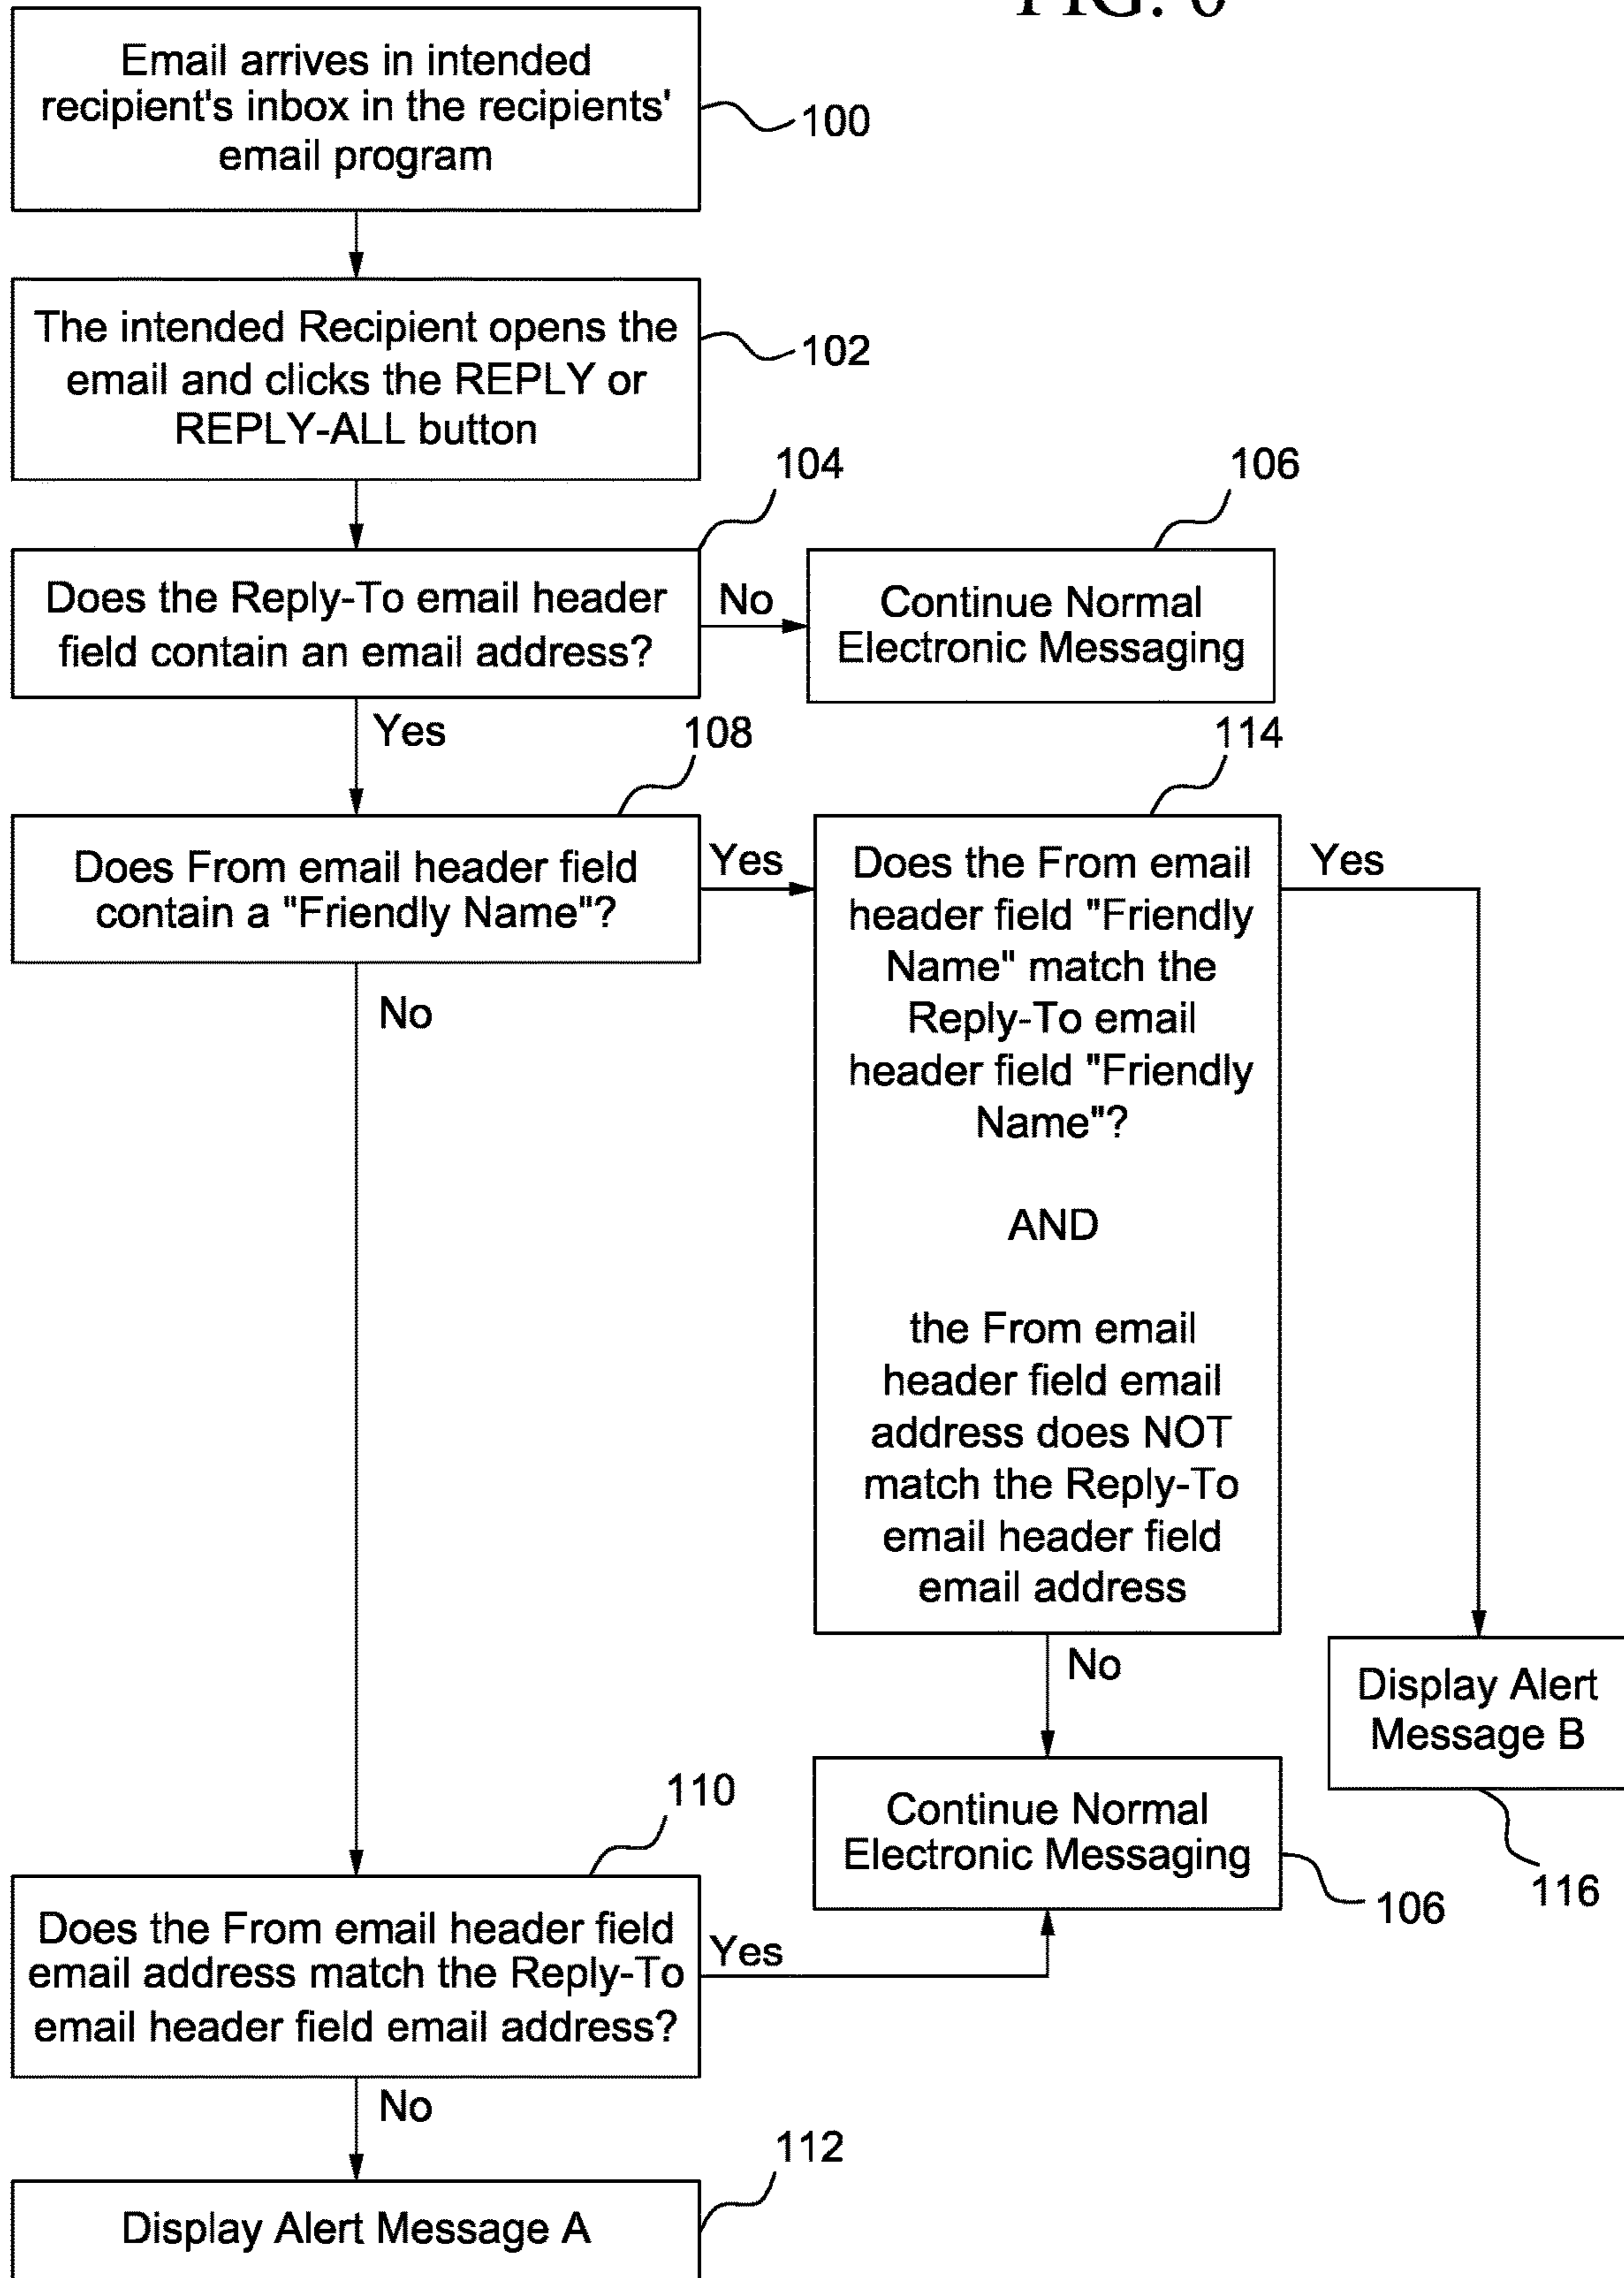 Email arrives in intended
recipient's inbox in the recipients'
email program
100
The intended Recipient opens the
email and clicks the REPLY or
REPLY-ALL button
102
104
106
Does the Reply-To email header
field contain an email address?
No
Continue Normal
Electronic Messaging
Yes
108
114
Does From email header field
contain a "Friendly Name"?
Yes
Does the From email
header field "Friendly
Name" match the
Reply-To email
header field "Friendly
Name"?
AND
the From email
header field email
address does NOT
match the Reply-To
email header field
email address
Yes
No
No
Display Alert
Message B
116
110
Continue Normal
Electronic Messaging
106
Does the From email header field
email address match the Reply-To
email header field email address?
Yes
No
112
Display Alert Message A